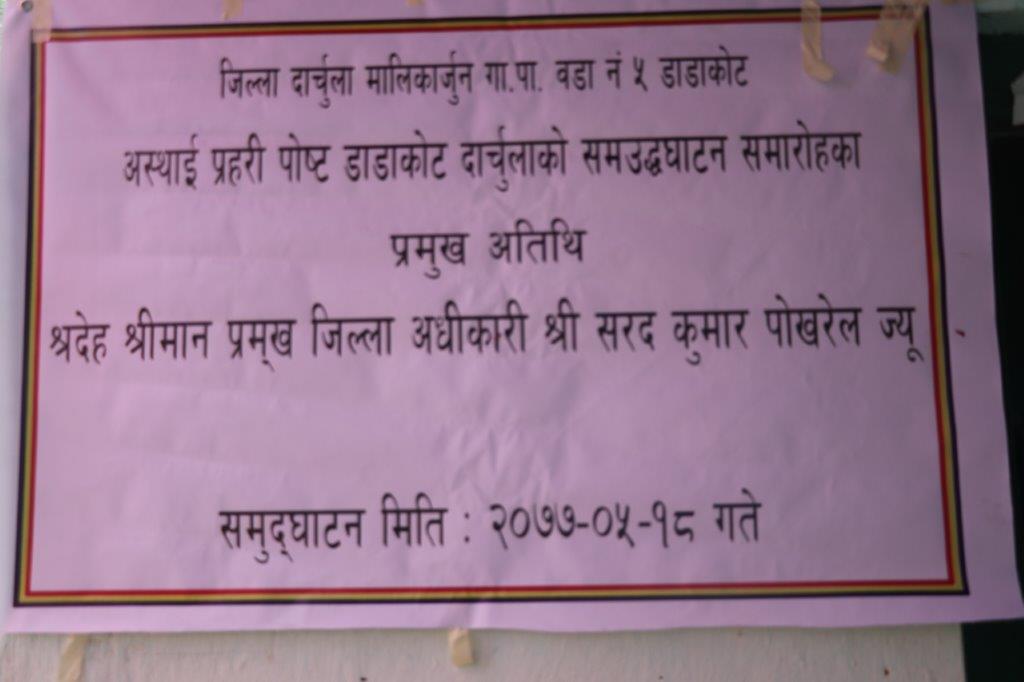 जिल्ला दार्चुला मालिकार्जुन गा.पा. वडा नं ५ डाडाकोट
अस्थाई प्रहरी पोष्ट डाडाकोट दार्चुलाको समउद्धघाटन समारोहका
प्रमुख अतिथि
श्रदेह श्रीमान प्रम्ख जिल्ला अधीकारी श्री सरद कुमार पोखरेल ज्यू
समुद्‍घाटन मिति : २०७७-०५-१८ गते